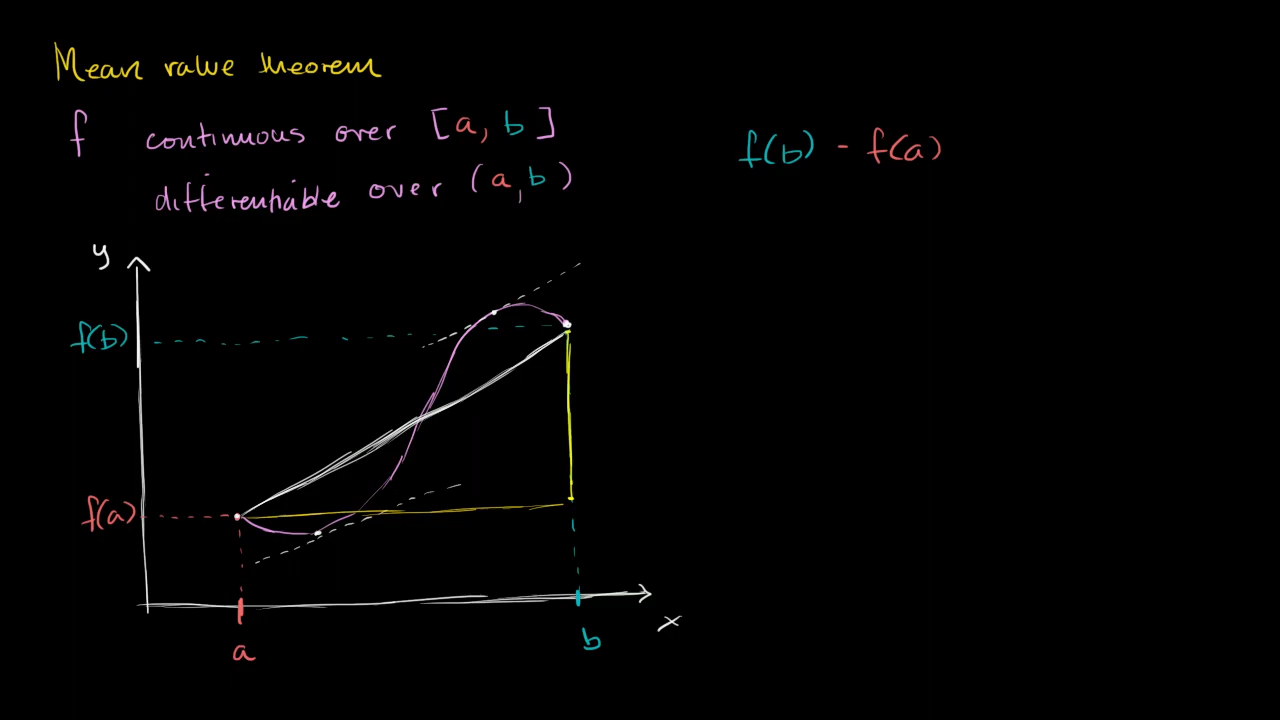 Mean value theorem
f continuous over [a, b]
differentiable over (a, b)
f(b) - f(a)
y
f(b)
f(a)
a
b
x